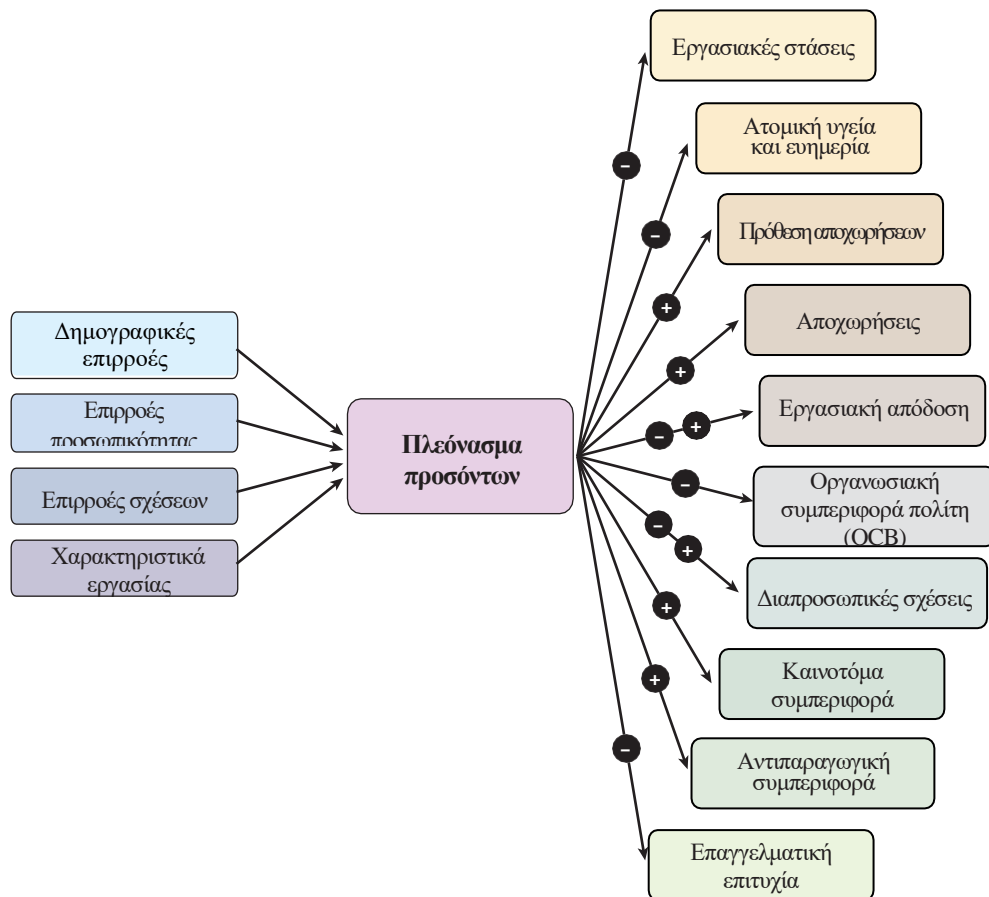 Εργασιακές στάσεις
Ατομική υγεία
και ευημερία
–
–
Πρόθεση αποχωρήσεων
+
Αποχωρήσεις
+
Δημογραφικές
επιρροές
Επιρροές
προσωπικότητας
Επιρροές σχέσεων
Χαρακτηριστικά
εργασίας
Πλεόνασμα
προσόντων
Εργασιακή απόδοση
– +
–
Οργανωσιακή
συμπεριφορά πολίτη
(OCB)
–
+
Διαπροσωπικές σχέσεις
+
Καινοτόμα
συμπεριφορά
+
Αντιπαραγωγική
συμπεριφορά
–
Επαγγελματική
επιτυχία